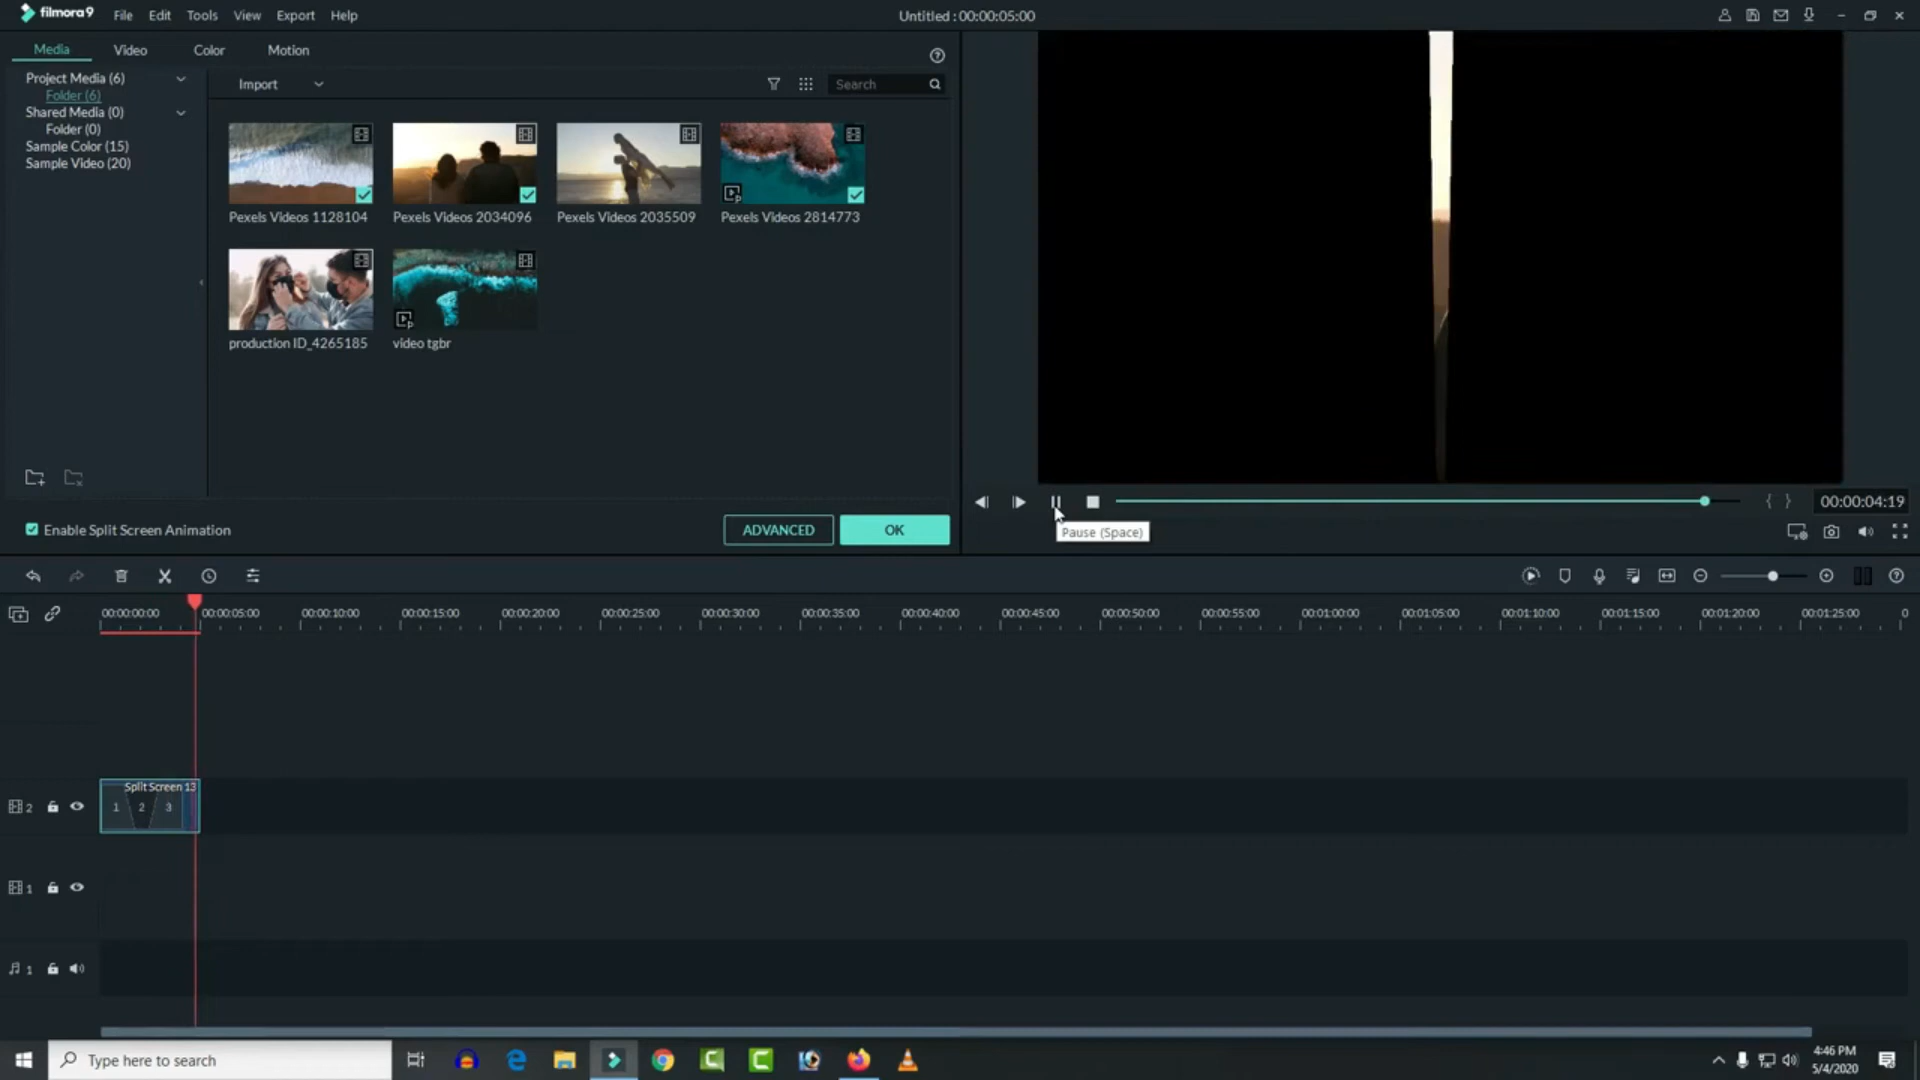 filmora9 File Edit Tools View Export Help Untitled : 00:00:05:00
Media Video Color Motion
Project Media (6)
Folder (6)
Shared Media (0)
Folder (0)
Sample Color (15)
Sample Video (20)
Import Search
Pexels Videos 1128104 Pexels Videos 2034096 Pexels Videos 2035509 Pexels Videos 2814773
production ID_4265185 video tgbr
Enable Split Screen Animation ADVANCED OK
00:00:04:19
Pause (Space)
00:00:00:00 00:00:05:00 00:00:10:00 00:00:15:00 00:00:20:00 00:00:25:00 00:00:30:00 00:00:35:00 00:00:40:00 00:00:45:00 00:00:50:00 00:00:55:00 00:01:00:00 00:01:05:00 00:01:10:00 00:01:15:00 00:01:20:00 00:01:25:00 0
Split Screen 13
2 1 2 3
1
1
Type here to search
4:46 PM
5/4/2020